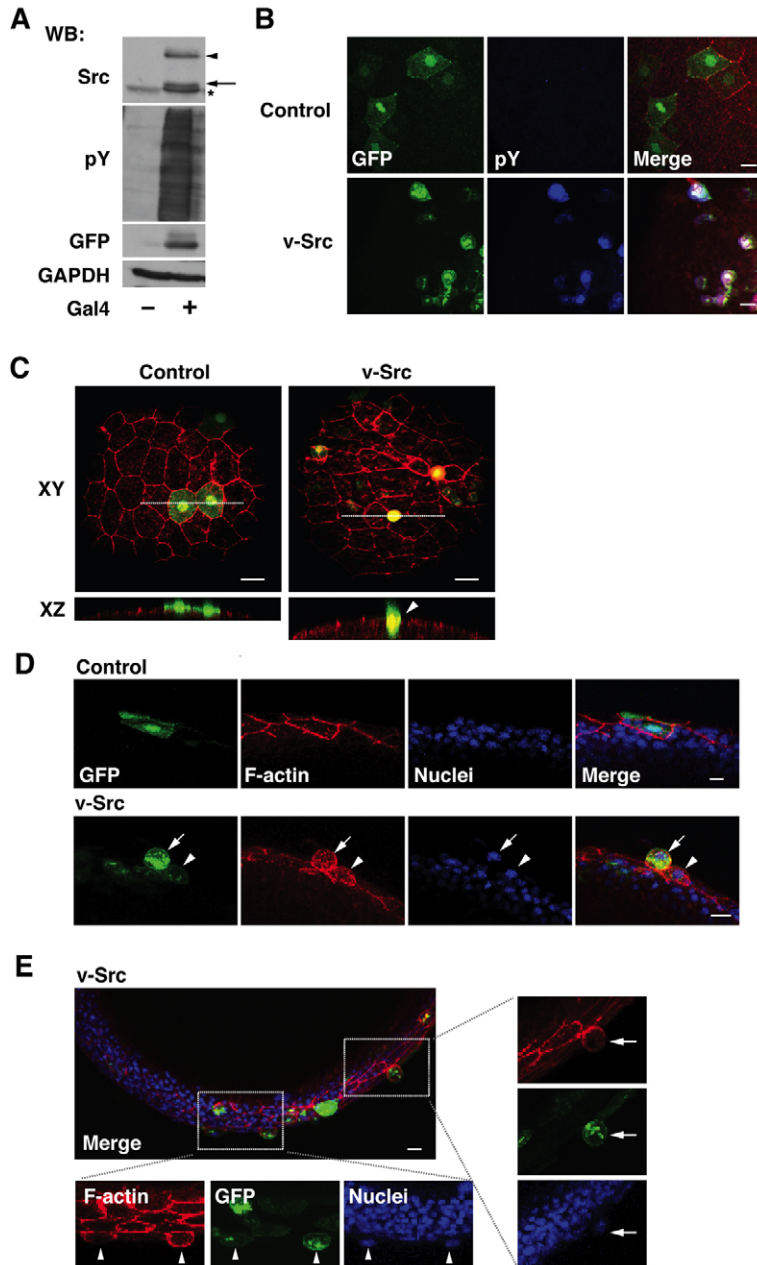 A
WB:
Src
*
pY
GFP
GAPDH
Gal4 − +
B
Control
GFP pY Merge
v-Src
C
Control v-Src
XY
XZ
D
Control
GFP F-actin Nuclei Merge
v-Src
E
v-Src
Merge
F-actin GFP Nuclei